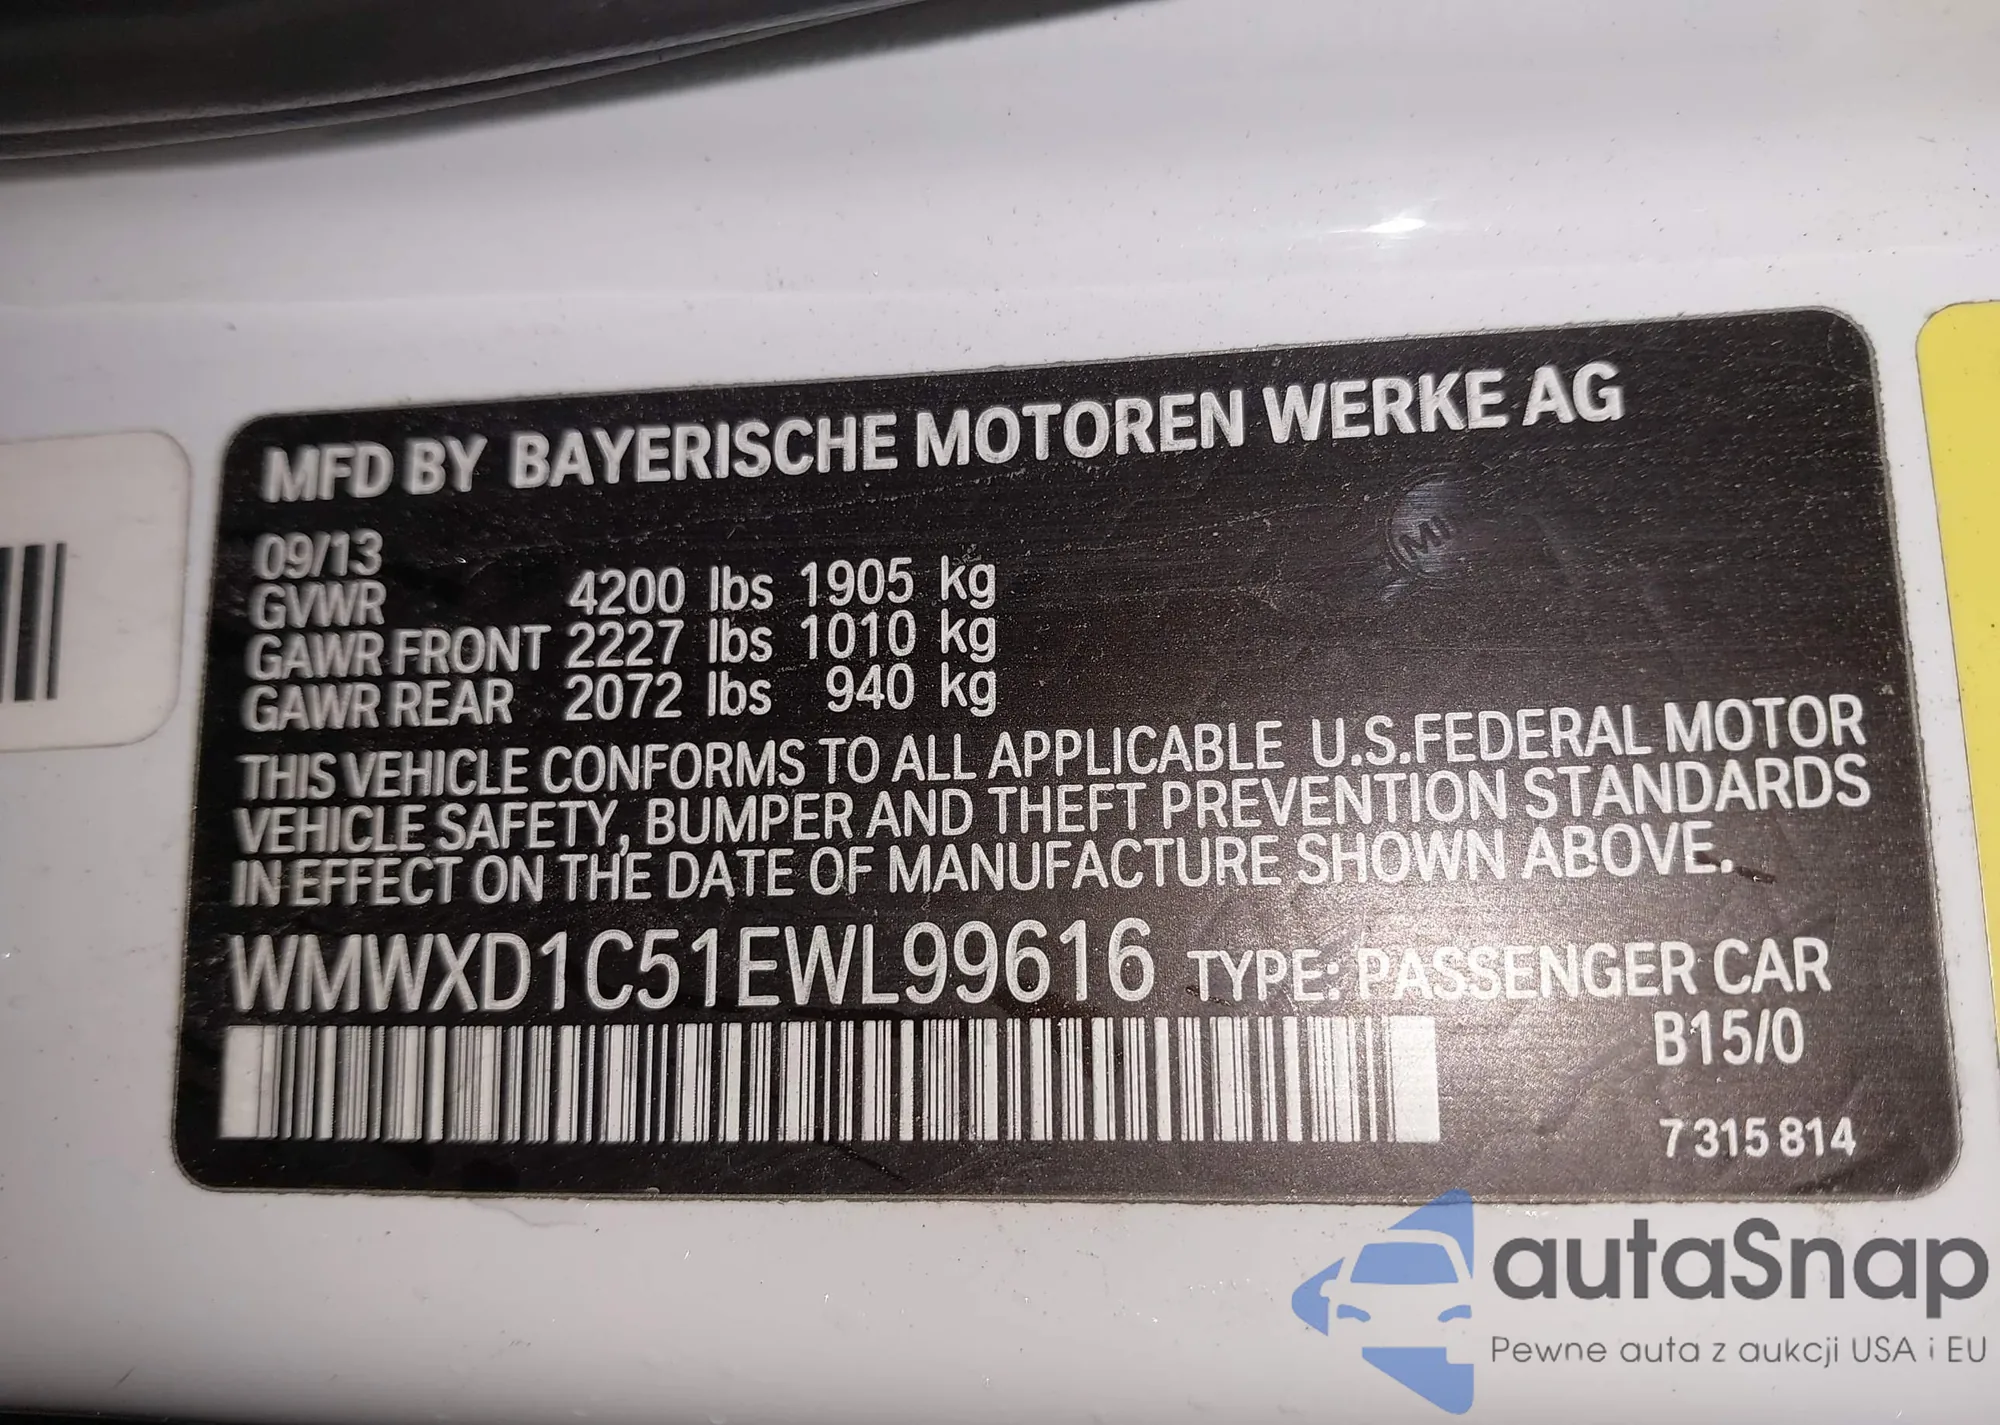 MFD BY BAYERISCHE MOTOREN WERKE AG
09/13
GVWR 4200 lbs 1905 kg
GAWR FRONT 2227 lbs 1010 kg
GAWR REAR 2072 lbs 940 kg
THIS VEHICLE CONFORMS TO ALL APPLICABLE U.S.FEDERAL MOTOR
VEHICLE SAFETY, BUMPER AND THEFT PREVENTION STANDARDS
IN EFFECT ON THE DATE OF MANUFACTURE SHOWN ABOVE.
WMWXD1C51EWL99616 TYPE: PASSENGER CAR
B15/0
7 315 814
autaSnap
Pewne auta z aukcji USA i EU